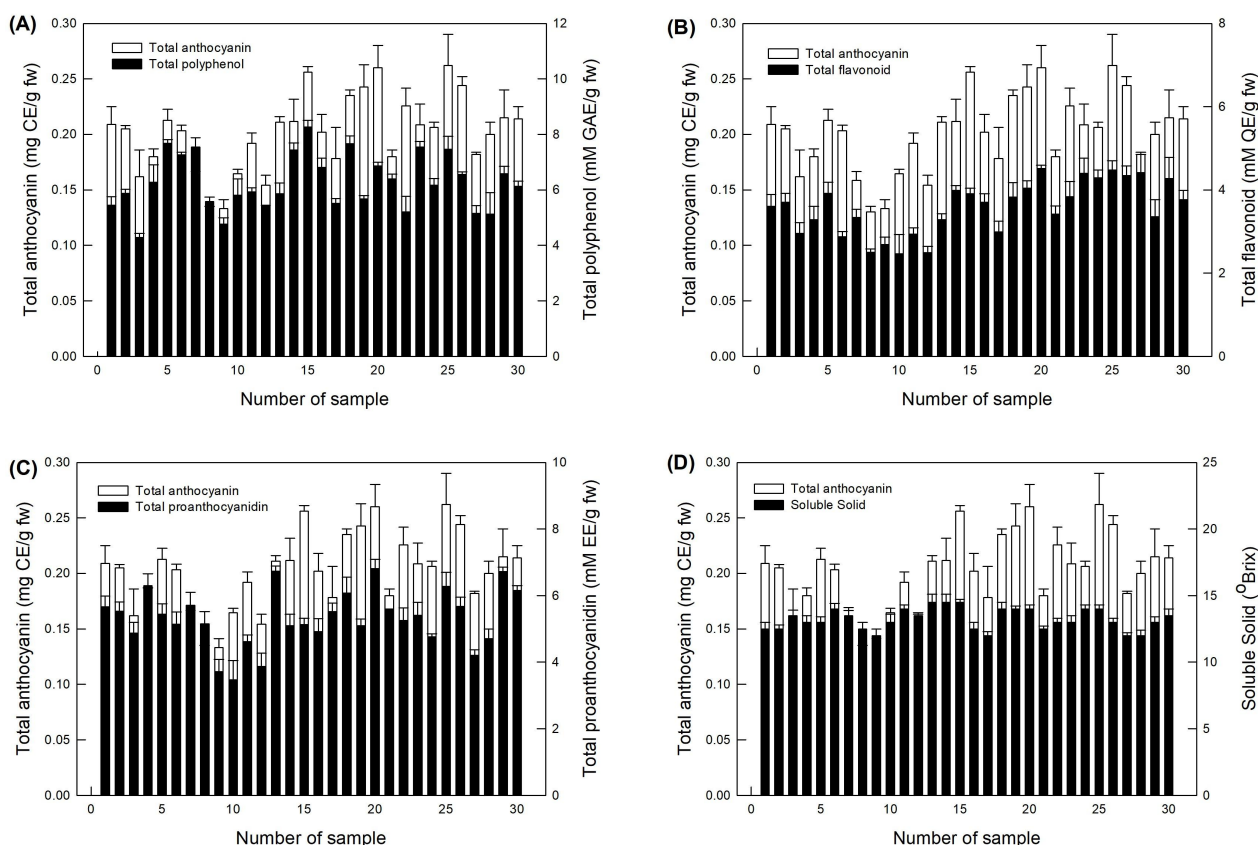 (A)
0.30
0.25
0.20
0.15
0.10
0.05
0.00
Total anthocyanin (mg CE/g fw)
Total anthocyanin
Total polyphenol
12
10
8
6
4
2
0
Total polyphenol (mM GAE/g fw)
0 5 10 15 20 25 30
Number of sample
(B)
0.30
0.25
0.20
0.15
0.10
0.05
0.00
Total antnocyanin (mg CE/g fw)
Total anthocyanin
Total flavonoid
8
6
4
2
0
Total flavonoid (mM QE/g fw)
0 5 10 15 20 25 30
Number of sample
(C)
0.30
0.25
0.20
0.15
0.10
0.05
0.00
Total anthocyanin (mg CE/g fw)
Total anthocyanin
Total proanthocyanidin
10
8
6
4
2
0
Total proanthocyanidin (mM EE/g fw)
0 5 10 15 20 25 30
Number of sample
(D)
0.30
0.25
0.20
0.15
0.10
0.05
0.00
Total anthocyanin (mg CE/g fw)
Total anthocyanin
Soluble Solid
25
20
15
10
5
0
Soluble Solid (ºBrix)
0 5 10 15 20 25 30
Number of sample